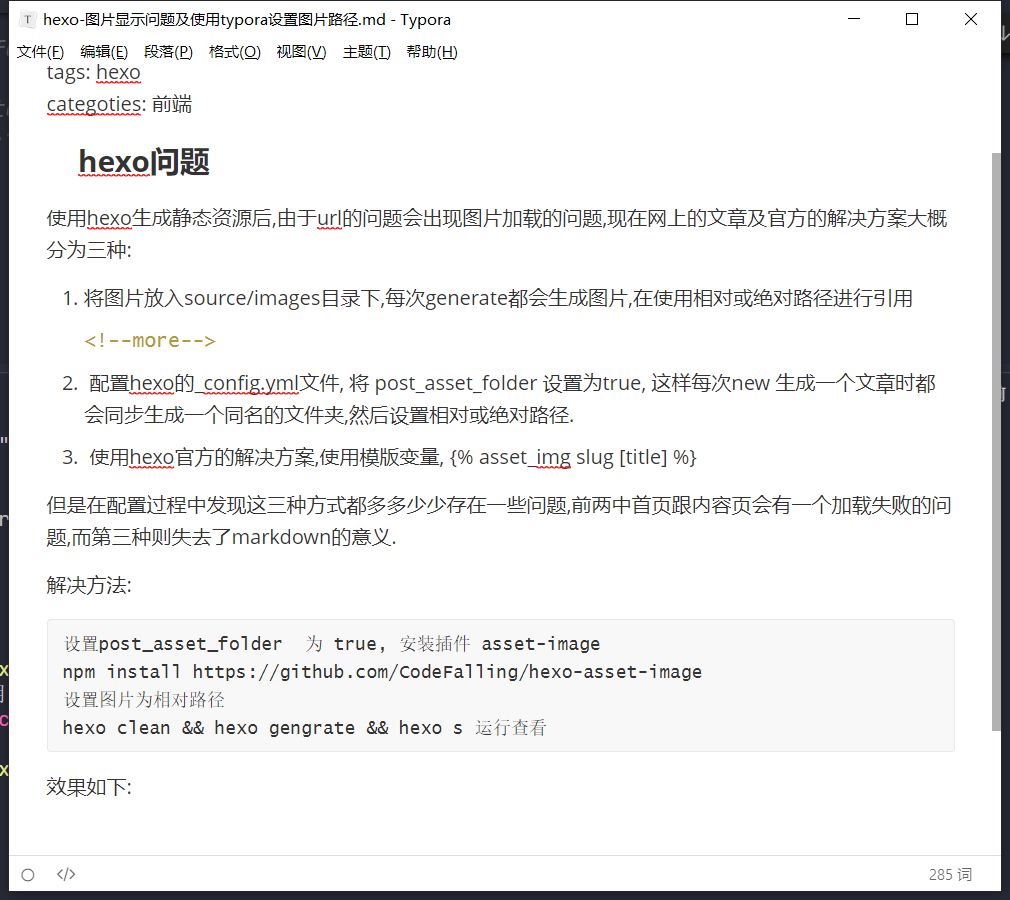 hexo-图片显示问题及使用typora设置图片路径.md - Typora
文件(F) 编辑(E) 段落(P) 格式(O) 视图(V) 主题(T) 帮助(H)
tags: hexo
categoties: 前端
hexo问题
使用hexo生成静态资源后,由于url的问题会出现图片加载的问题,现在网上的文章及官方的解决方案大概
分为三种:
1. 将图片放入source/images目录下,每次generate都会生成图片,在使用相对或绝对路径进行引用
<!--more-->
2. 配置hexo的_config.yml文件, 将 post_asset_folder 设置为true, 这样每次new 生成一个文章时都
会同步生成一个同名的文件夹,然后设置相对或绝对路径.
3. 使用hexo官方的解决方案,使用模版变量, {% asset_img slug [title] %}
但是在配置过程中发现这三种方式都多多少少存在一些问题,前两中首页跟内容页会有一个加载失败的问
题,而第三种则失去了markdown的意义.
解决方法:
设置post_asset_folder  为 true, 安装插件 asset-image
npm install https://github.com/CodeFalling/hexo-asset-image
设置图片为相对路径
hexo clean && hexo gengrate && hexo s 运行查看
效果如下:
</> 285 词